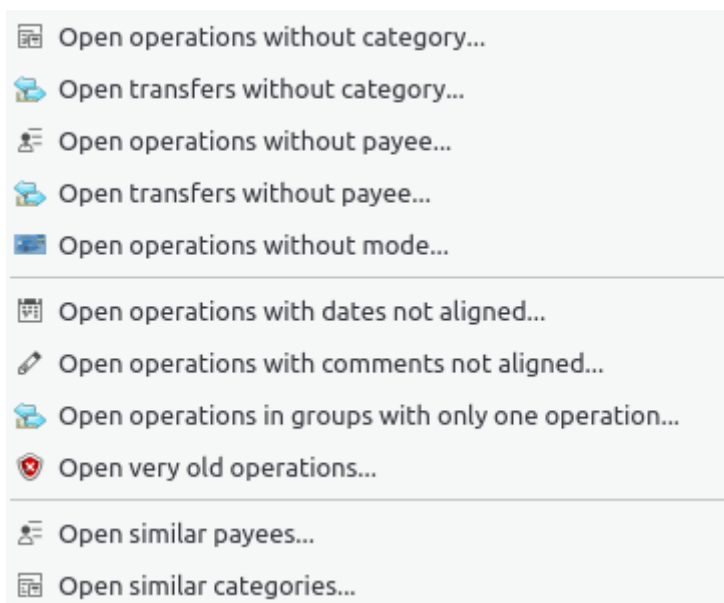 Open operations without category...
Open transfers without category...
Open operations without payee...
Open transfers without payee...
Open operations without mode...
Open operations with dates not aligned...
Open operations with comments not aligned...
Open operations in groups with only one operation...
Open very old operations...
Open similar payees...
Open similar categories...